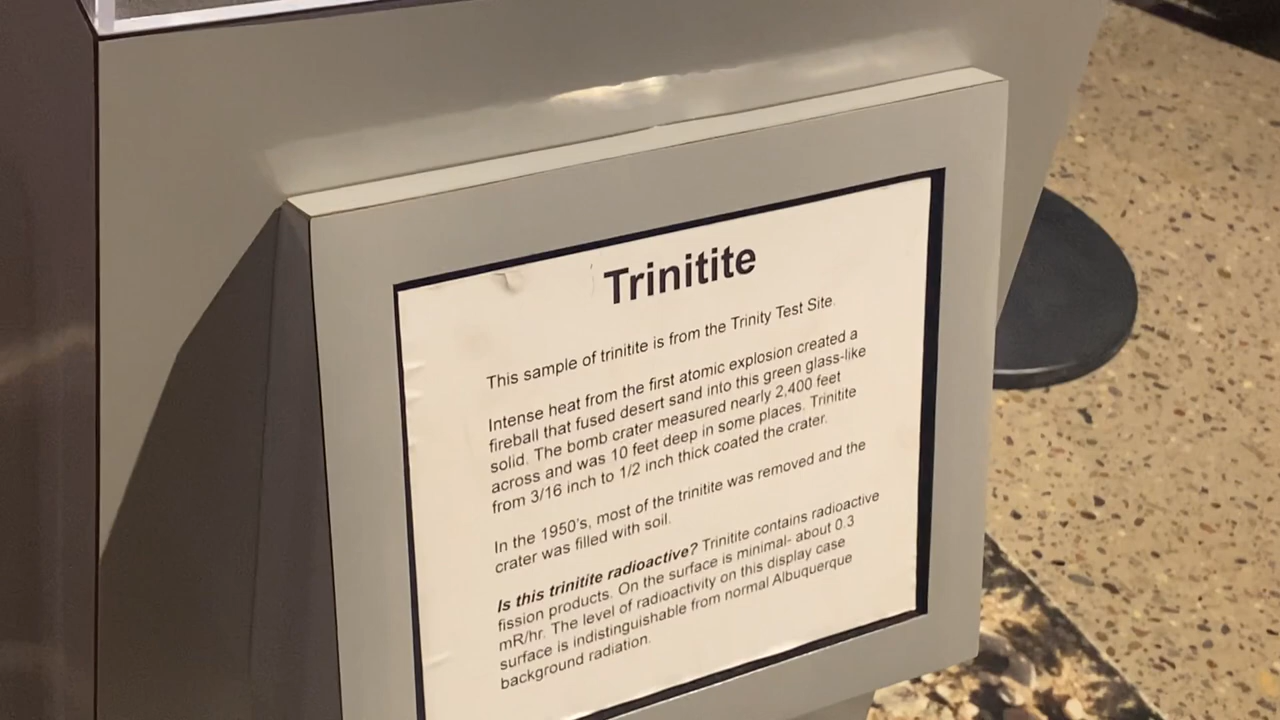 Trinitite
This sample of trinitite is from the Trinity Test Site.
Intense heat from the first atomic explosion created a
fireball that fused desert sand into this green glass-like
solid. The bomb crater measured nearly 2,400 feet
across and was 10 feet deep in some places. Trinitite
from 3/16 inch to 1/2 inch thick coated the crater.
In the 1950's, most of the trinitite was removed and the
crater was filled with soil.
Is this trinitite radioactive? Trinitite contains radioactive
fission products. On the surface is minimal- about 0.3
mR/hr. The level of radioactivity on this display case
surface is indistinguishable from normal Albuquerque
background radiation.